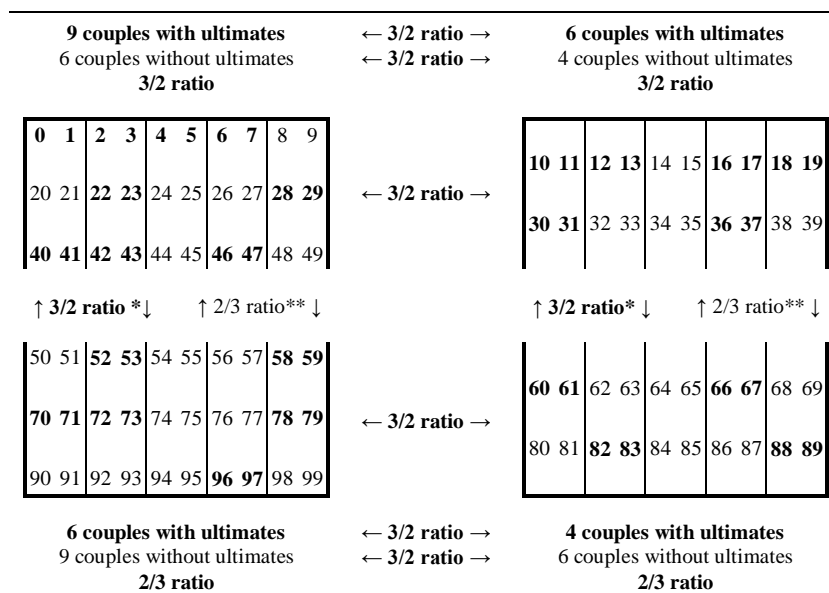 9 couples with ultimates ← 3/2 ratio → 6 couples with ultimates
6 couples without ultimates ← 3/2 ratio → 4 couples without ultimates
3/2 ratio 3/2 ratio
0 1 2 3 4 5 6 7 8 9
10 11 12 13 14 15 16 17 18 19
20 21 22 23 24 25 26 27 28 29 ← 3/2 ratio →
30 31 32 33 34 35 36 37 38 39
40 41 42 43 44 45 46 47 48 49
↑ 3/2 ratio *↓ ↑ 2/3 ratio** ↓ ↑ 3/2 ratio* ↓ ↑ 2/3 ratio** ↓
50 51 52 53 54 55 56 57 58 59
60 61 62 63 64 65 66 67 68 69
70 71 72 73 74 75 76 77 78 79 ← 3/2 ratio →
80 81 82 83 84 85 86 87 88 89
90 91 92 93 94 95 96 97 98 99
6 couples with ultimates ← 3/2 ratio → 4 couples with ultimates
9 couples without ultimates ← 3/2 ratio → 6 couples without ultimates
2/3 ratio 2/3 ratio